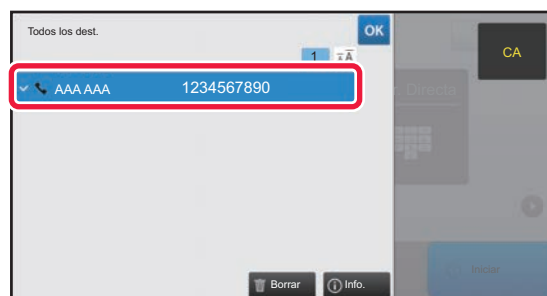 Todos los dest.
OK
1
CA
AAA AAA 1234567890
r. Directa
Borrar
Info.
Iniciar